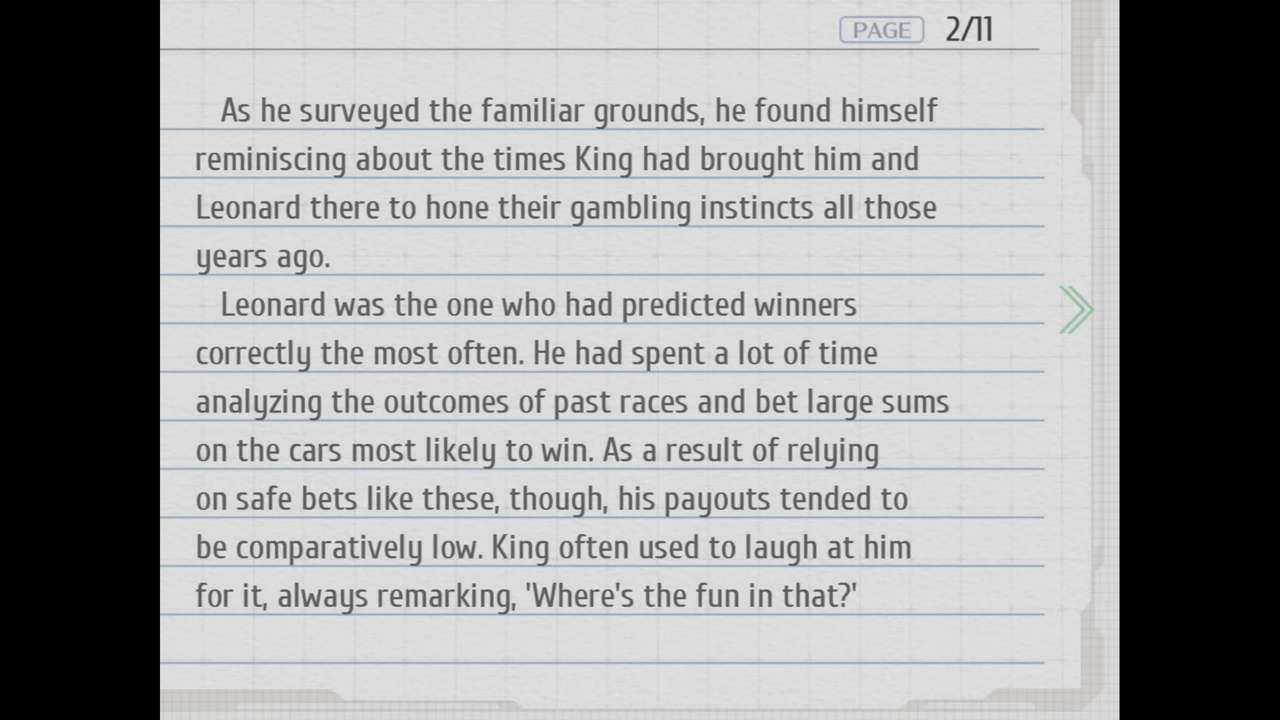 PAGE 2/11
As he surveyed the familiar grounds, he found himself
reminiscing about the times King had brought him and
Leonard there to hone their gambling instincts all those
years ago.
Leonard was the one who had predicted winners
correctly the most often. He had spent a lot of time
analyzing the outcomes of past races and bet large sums
on the cars most likely to win. As a result of relying
on safe bets like these, though, his payouts tended to
be comparatively low. King often used to laugh at him
for it, always remarking, 'Where's the fun in that?'